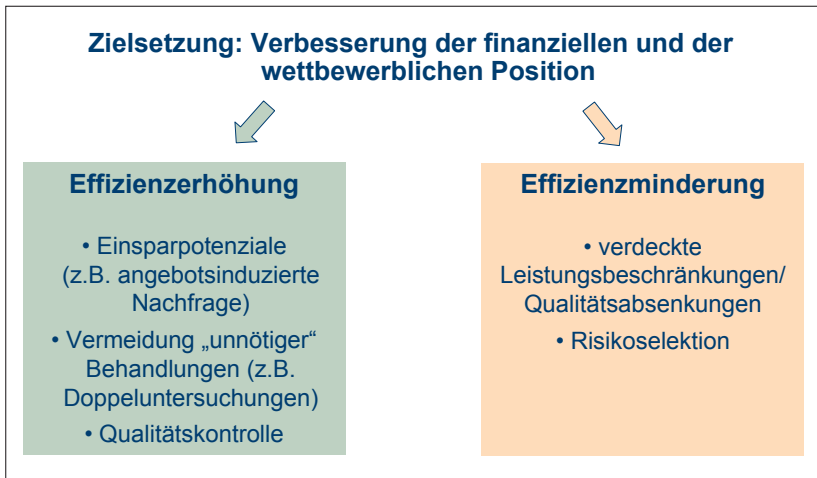 Zielsetzung: Verbesserung der finanziellen und der
wettbewerblichen Position
Effizienzerhöhung
• Einsparpotenziale
(z.B. angebotsinduzierte
Nachfrage)
• Vermeidung „unnötiger“
Behandlungen (z.B.
Doppeluntersuchungen)
• Qualitätskontrolle
Effizienzminderung
• verdeckte
Leistungsbeschränkungen/
Qualitätsabsenkungen
• Risikoselektion